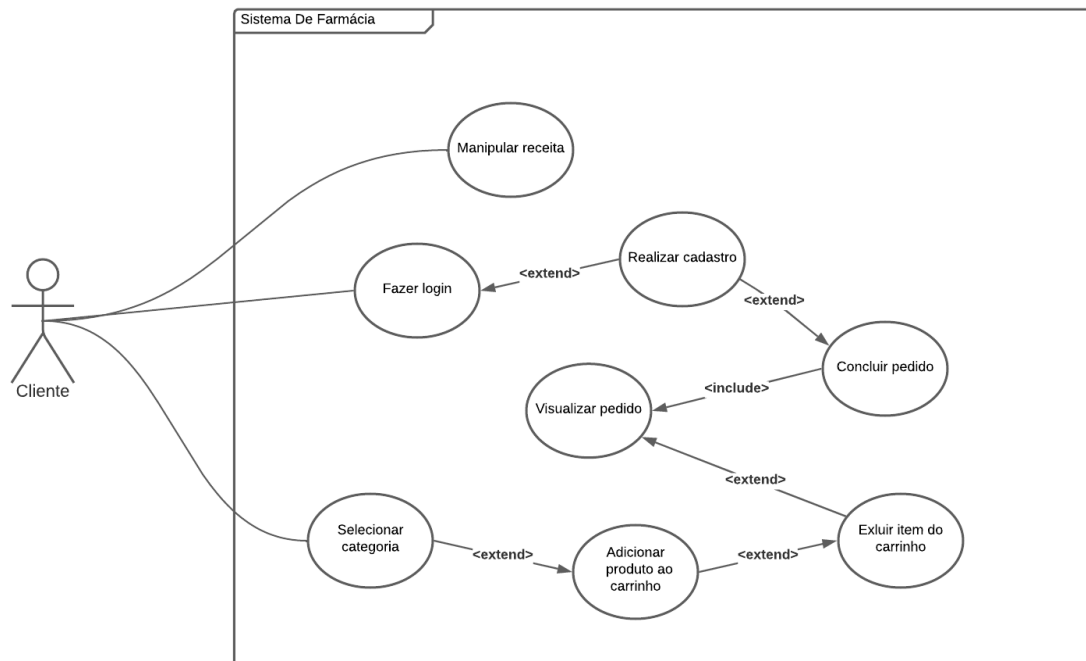 Sistema De Farmácia
Manipular receita
Realizar cadastro
<extend>
Fazer login
<extend>
Cliente
Concluir pedido
<include>
Visualizar pedido
<extend>
Selecionar
categoria
<extend>
Adicionar
produto ao
carrinho
<extend>
Exluir item do
carrinho